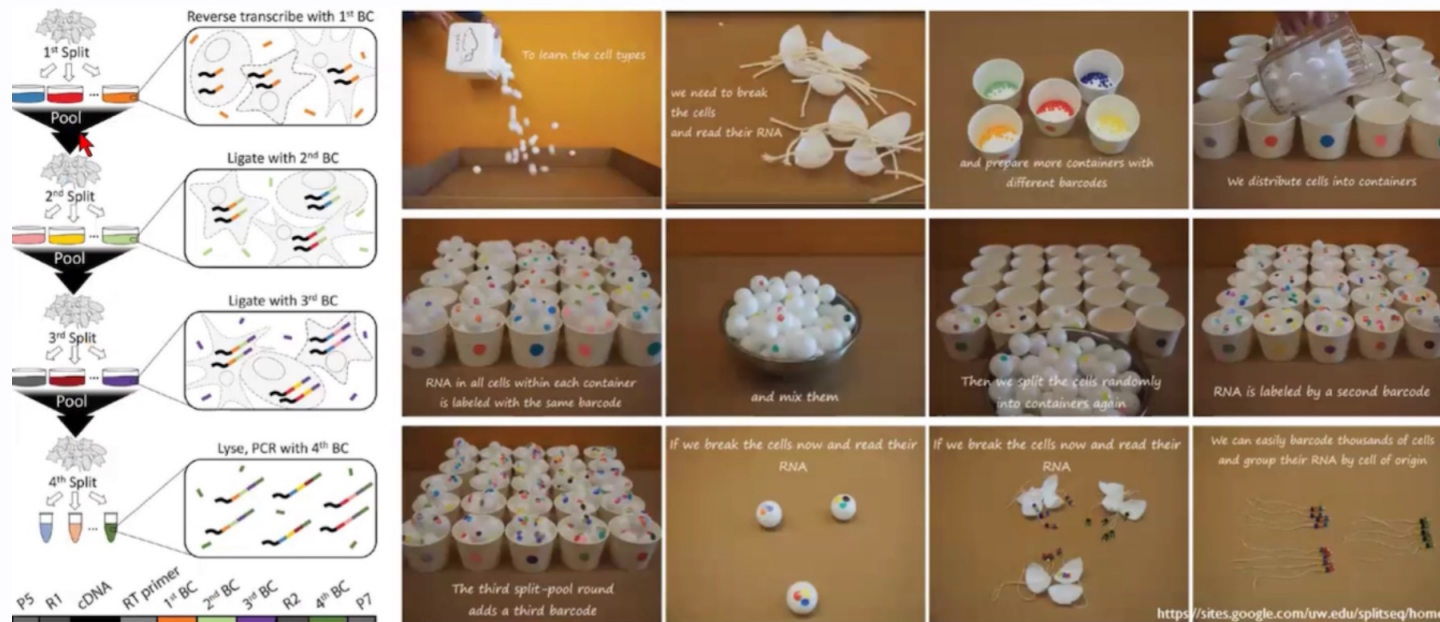 Reverse transcribe with 1st BC
1st Split
...
Pool
Ligate with 2nd BC
2nd Split
...
Pool
Ligate with 3rd BC
3rd Split
...
Pool
Lyse, PCR with 4th BC
4th Split
...
P5
R1
cDNA
RT primer
1st BC
2nd BC
3rd BC
R2
4th BC
P7
To learn the cell types
we need to break
the cells
and read their RNA
and prepare more containers with
different barcodes
We distribute cells into containers
RNA in all cells within each container
is labeled with the same barcode
and mix them
Then we split the cells randomly
into containers again
RNA is labeled by a second barcode
The third split-pool round
adds a third barcode
If we break the cells now and read their
RNA
If we break the cells now and read their
RNA
We can easily barcode thousands of cells
and group their RNA by cell of origin
https://sites.google.com/uw.edu/splitseq/home